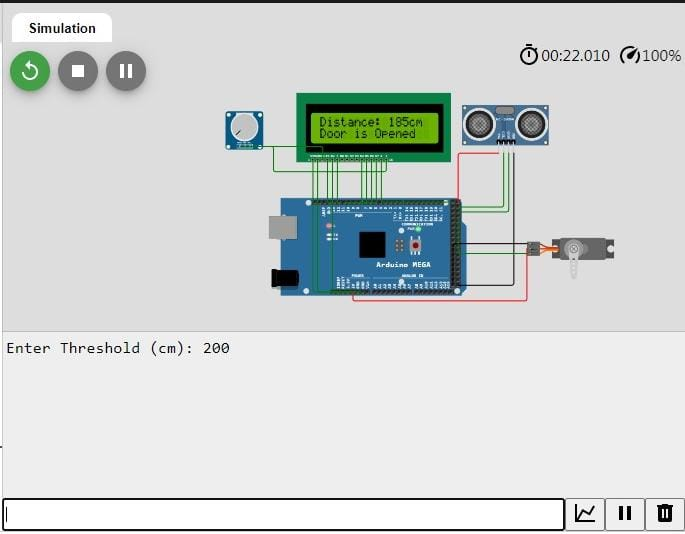 Simulation
00:22.010
100%
Distance: 185cm
Door is Opened
Arduino MEGA
Enter Threshold (cm): 200